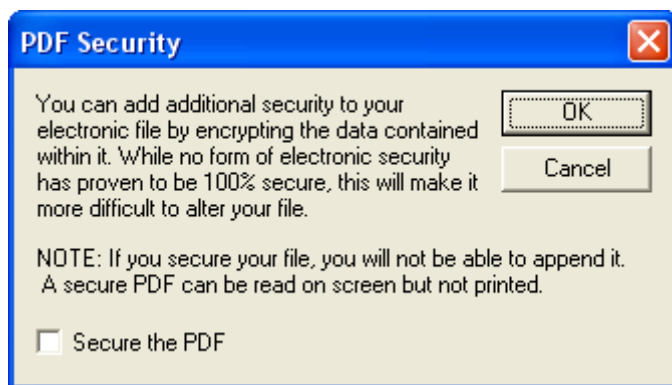 PDF Security
You can add additional security to your
electronic file by encrypting the data contained
within it. While no form of electronic security
has proven to be 100% secure, this will make it
more difficult to alter your file.
OK
Cancel
NOTE: If you secure your file, you will not be able to append it.
A secure PDF can be read on screen but not printed.
Secure the PDF